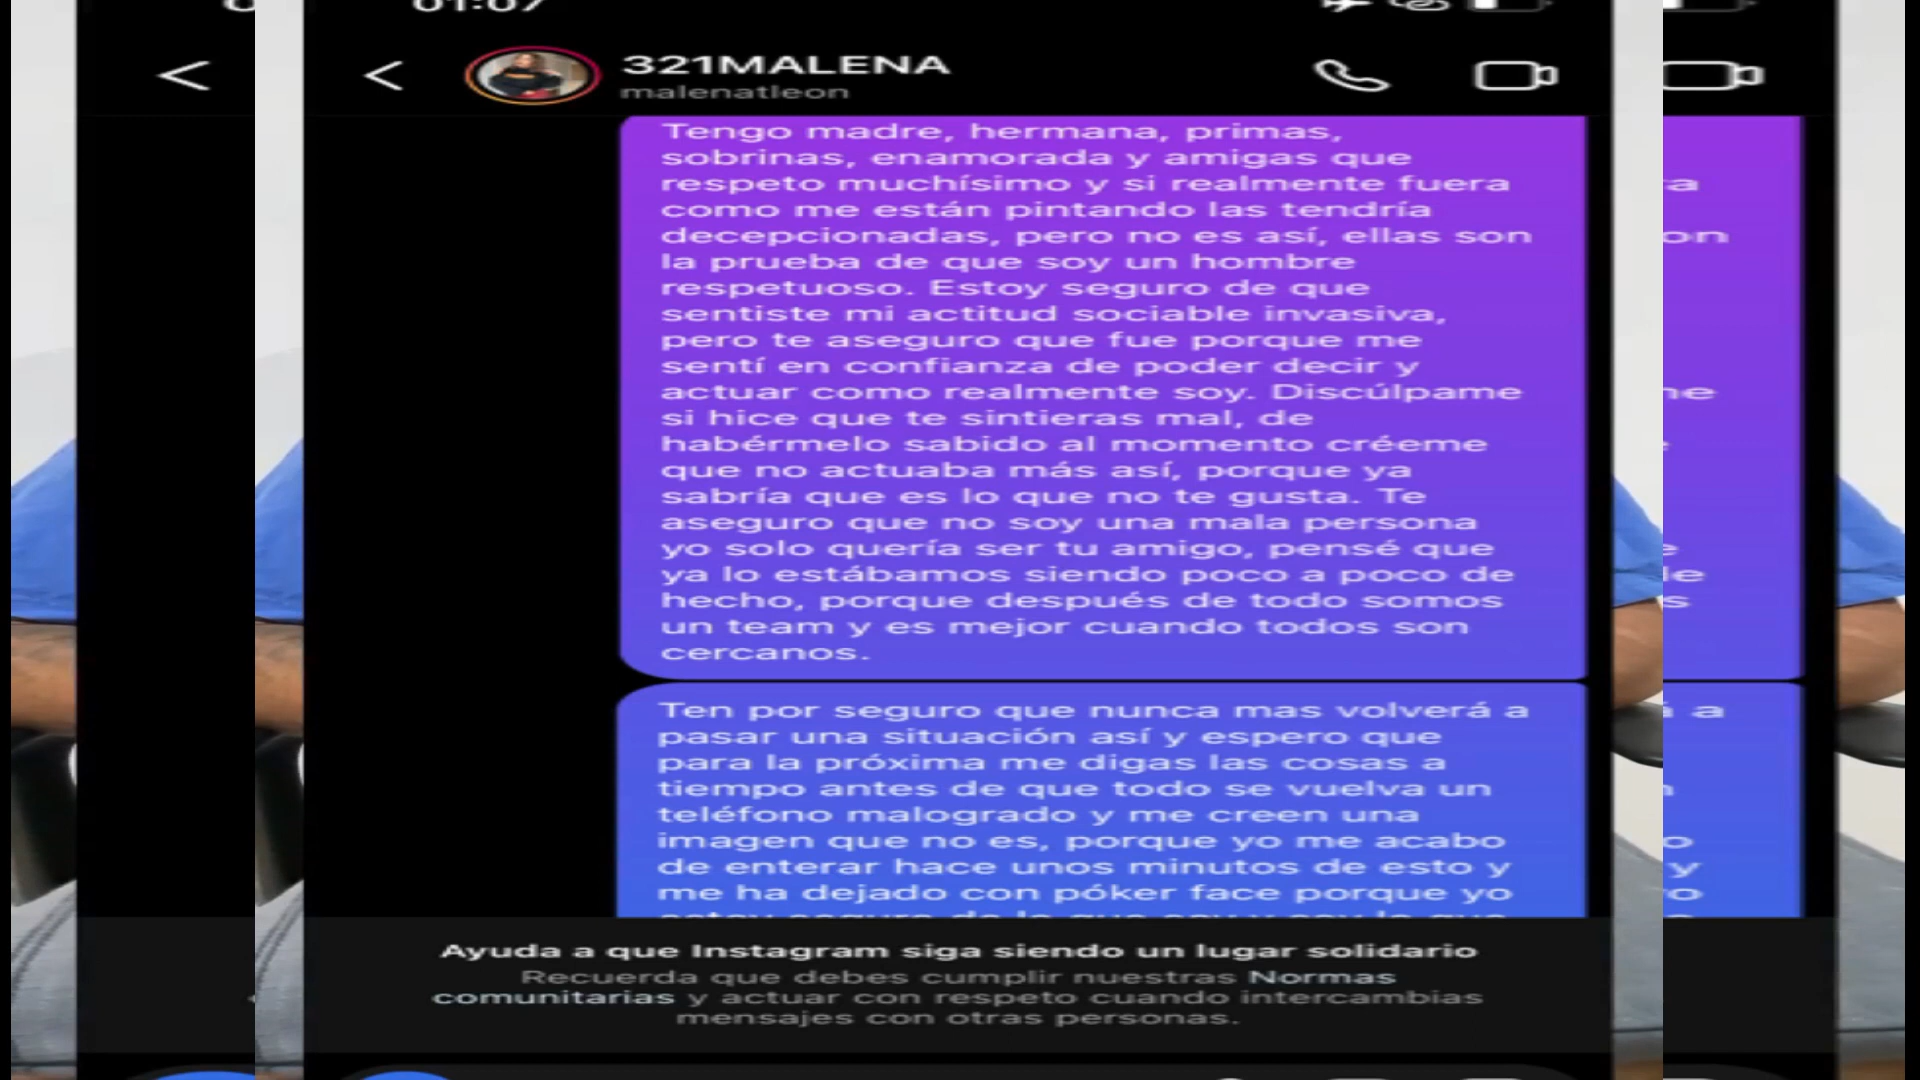 01:07
321MALENA
malenatleon
Tengo madre, hermana, primas,
sobrinas, enamorada y amigas que
respeto muchísimo y si realmente fuera
como me están pintando las tendría
decepcionadas, pero no es así, ellas son
la prueba de que soy un hombre
respetuoso. Estoy seguro de que
sentiste mi actitud sociable invasiva,
pero te aseguro que fue porque me
sentí en confianza de poder decir y
actuar como realmente soy. Discúlpame
si hice que te sintieras mal, de
habérmelo sabido al momento créeme
que no actuaba más así, porque ya
sabría que es lo que no te gusta. Te
aseguro que no soy una mala persona
yo solo quería ser tu amigo, pensé que
ya lo estábamos siendo poco a poco de
hecho, porque después de todo somos
un team y es mejor cuando todos son
cercanos.
Ten por seguro que nunca mas volverá a
pasar una situación así y espero que
para la próxima me digas las cosas a
tiempo antes de que todo se vuelva un
teléfono malogrado y me creen una
imagen que no es, porque yo me acabo
de enterar hace unos minutos de esto y
me ha dejado con póker face porque yo
Ayuda a que Instagram siga siendo un lugar solidario
Recuerda que debes cumplir nuestras Normas
comunitarias y actuar con respeto cuando intercambias
mensajes con otras personas.